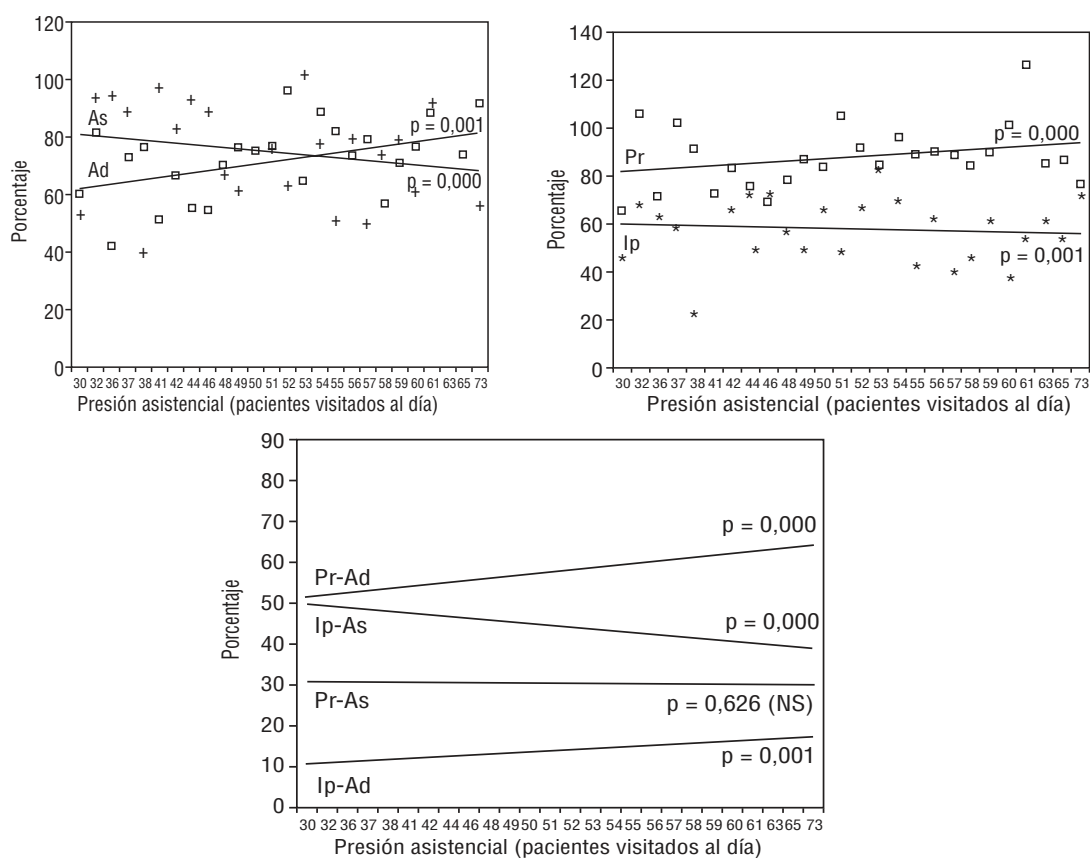 120
100
80
60
40
20
0
Porcentaje
As
Ad
p = 0,001
p = 0,000
30 32 36 37 38 41 42 44 46 48 49 50 51 52 53 54 55 56 57 58 59 60 61 63 65 73
Presión asistencial (pacientes visitados al día)
140
120
100
80
60
40
20
0
Porcentaje
Pr
Ip
p = 0,000
p = 0,001
30 32 36 37 38 41 42 44 46 48 49 50 51 52 53 54 55 56 57 58 59 60 61 63 65 73
Presión asistencial (pacientes visitados al día)
90
80
70
60
50
40
30
20
10
0
Porcentaje
Pr-Ad
p = 0,000
Ip-As
p = 0,000
Pr-As
p = 0,626 (NS)
Ip-Ad
p = 0,001
30 32 36 37 38 41 42 44 46 48 49 50 51 52 53 54 55 56 57 58 59 60 61 63 65 73
Presión asistencial (pacientes visitados al día)